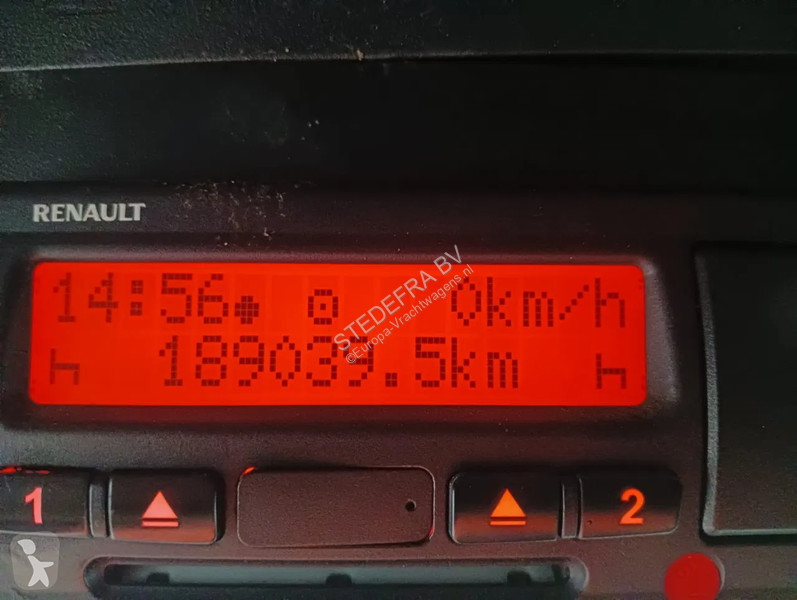 RENAULT
14:56 0km/h
189039.5km
STEDEFRA BV
©Europa-Vrachtwagens.nl
1 2